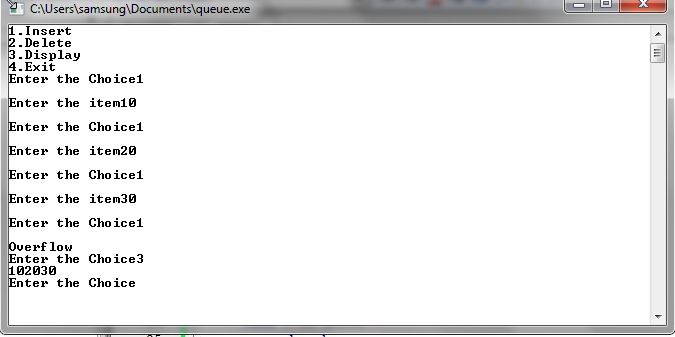 C:\Users\samsung\Documents\queue.exe
1.Insert
2.Delete
3.Display
4.Exit
Enter the Choice1
Enter the item10
Enter the Choice1
Enter the item20
Enter the Choice1
Enter the item30
Enter the Choice1
Overflow
Enter the Choice3
102030
Enter the Choice